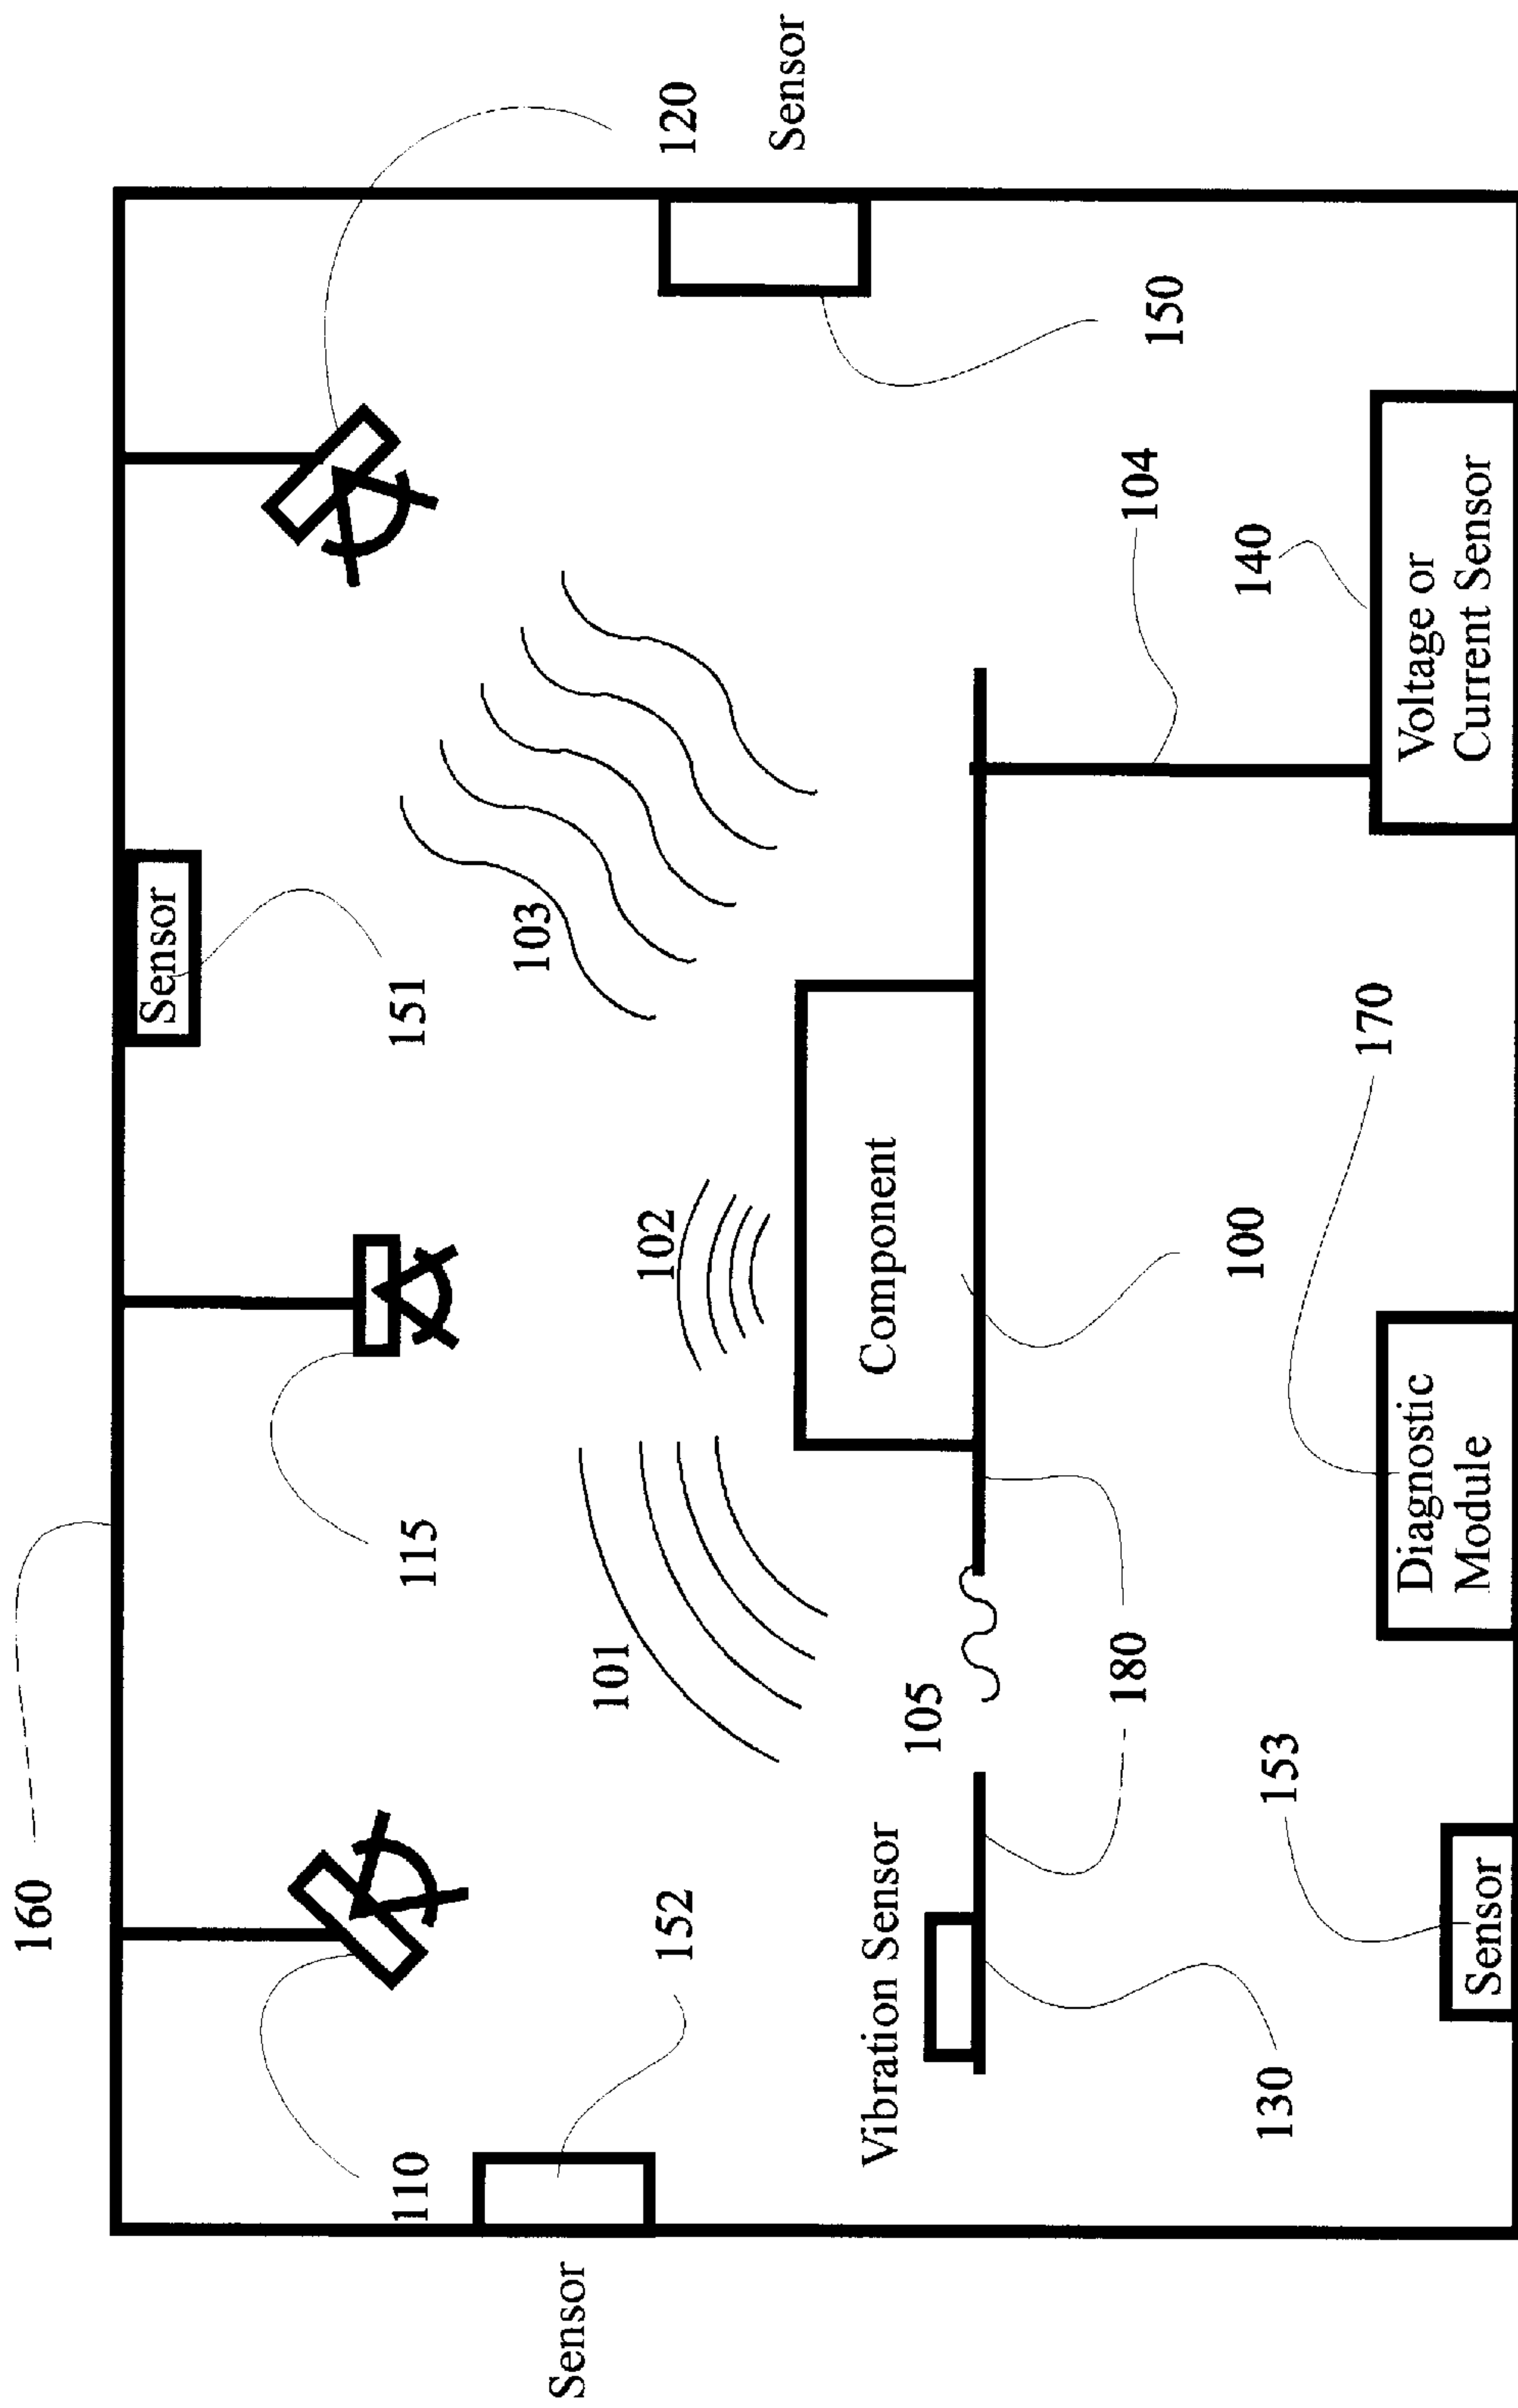 160
Sensor
110
115
151
103
Sensor
101
102
152
120
Sensor
Vibration Sensor
Component
105
180
104
150
100
140
130
153
170
Sensor
Diagnostic
Module
Voltage or
Current Sensor